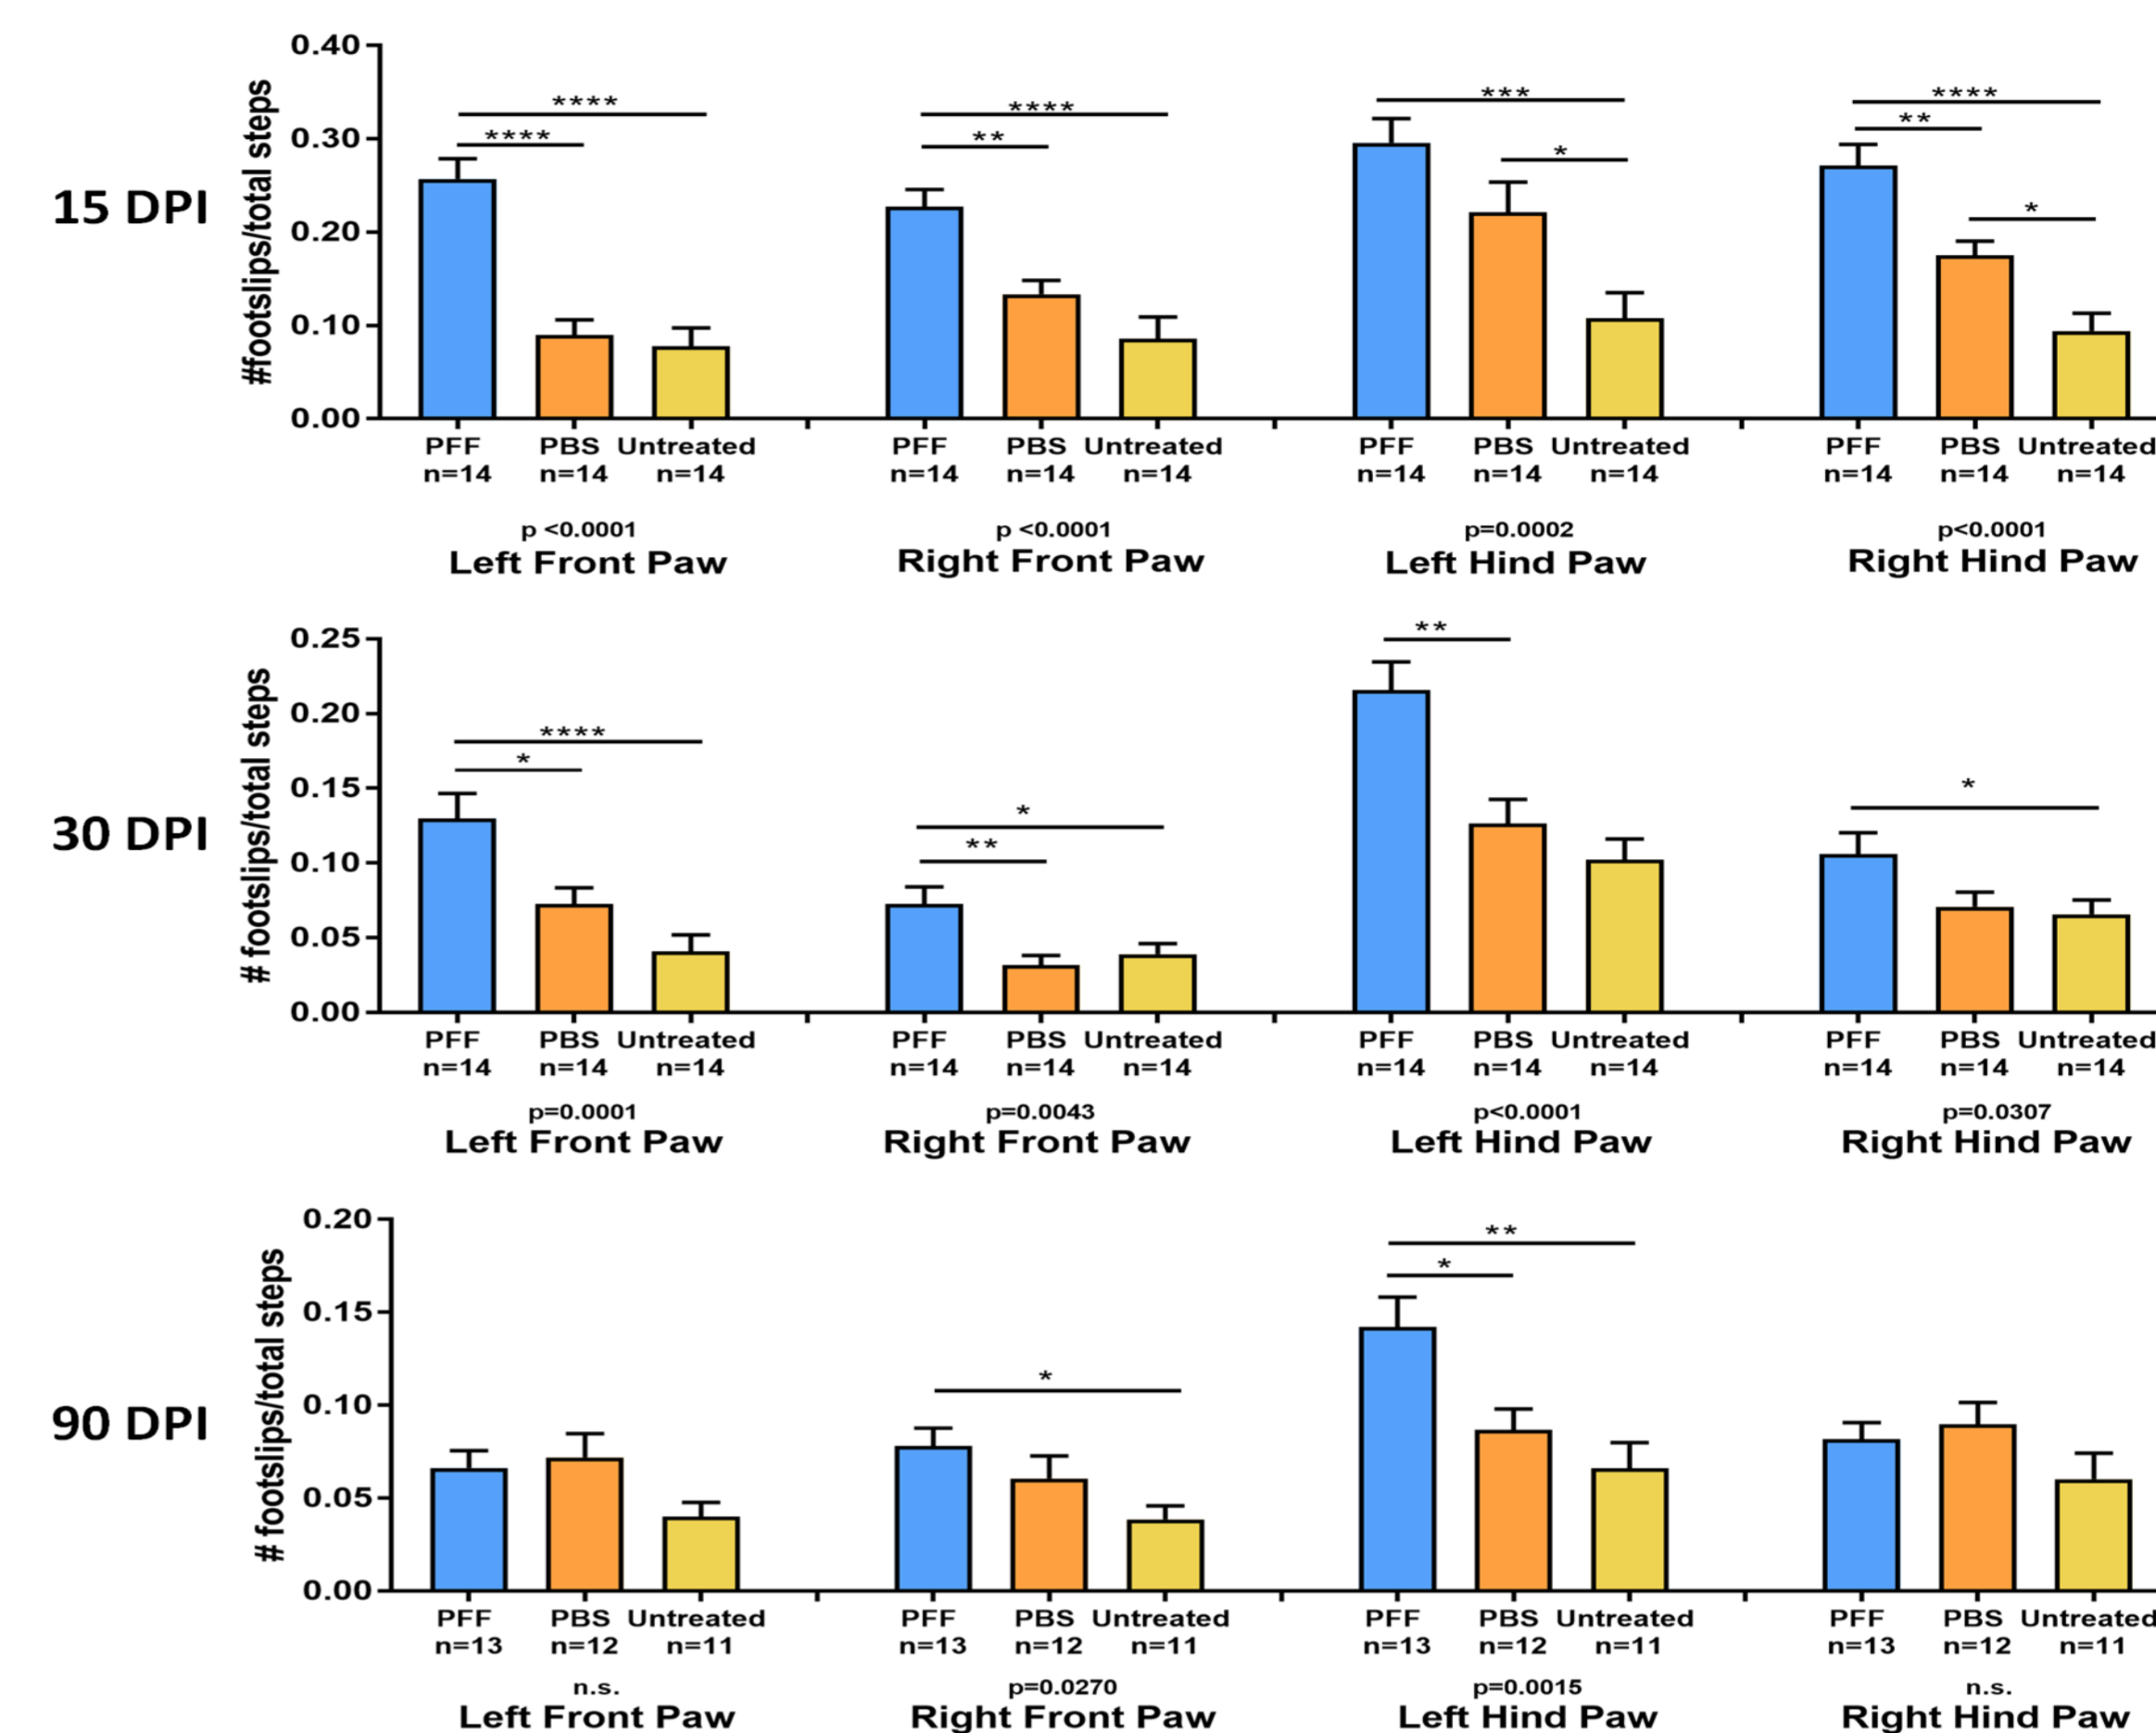 0.40
**** **** *** ****
0.30
**** ** * **
15 DPI
#footslips/total steps
0.20
*
0.10
0.00
PFF PBS Untreated PFF PBS Untreated PFF PBS Untreated PFF PBS Untreated
n=14 n=14 n=14 n=14 n=14 n=14 n=14 n=14 n=14 n=14 n=14 n=14
p <0.0001 p <0.0001 p=0.0002 p<0.0001
Left Front Paw Right Front Paw Left Hind Paw Right Hind Paw
0.25
**
0.20
****
*
0.15
*
*
**
30 DPI
# footslips/total steps
0.10
0.05
0.00
PFF PBS Untreated PFF PBS Untreated PFF PBS Untreated PFF PBS Untreated
n=14 n=14 n=14 n=14 n=14 n=14 n=14 n=14 n=14 n=14 n=14 n=14
p=0.0001 p=0.0043 p<0.0001 p=0.0307
Left Front Paw Right Front Paw Left Hind Paw Right Hind Paw
0.20
**
*
0.15
*
0.10
90 DPI
# footslips/total steps
0.05
0.00
PFF PBS Untreated PFF PBS Untreated PFF PBS Untreated PFF PBS Untreated
n=13 n=12 n=11 n=13 n=12 n=11 n=13 n=12 n=11 n=13 n=12 n=11
n.s. p=0.0270 p=0.0015 n.s.
Left Front Paw Right Front Paw Left Hind Paw Right Hind Paw